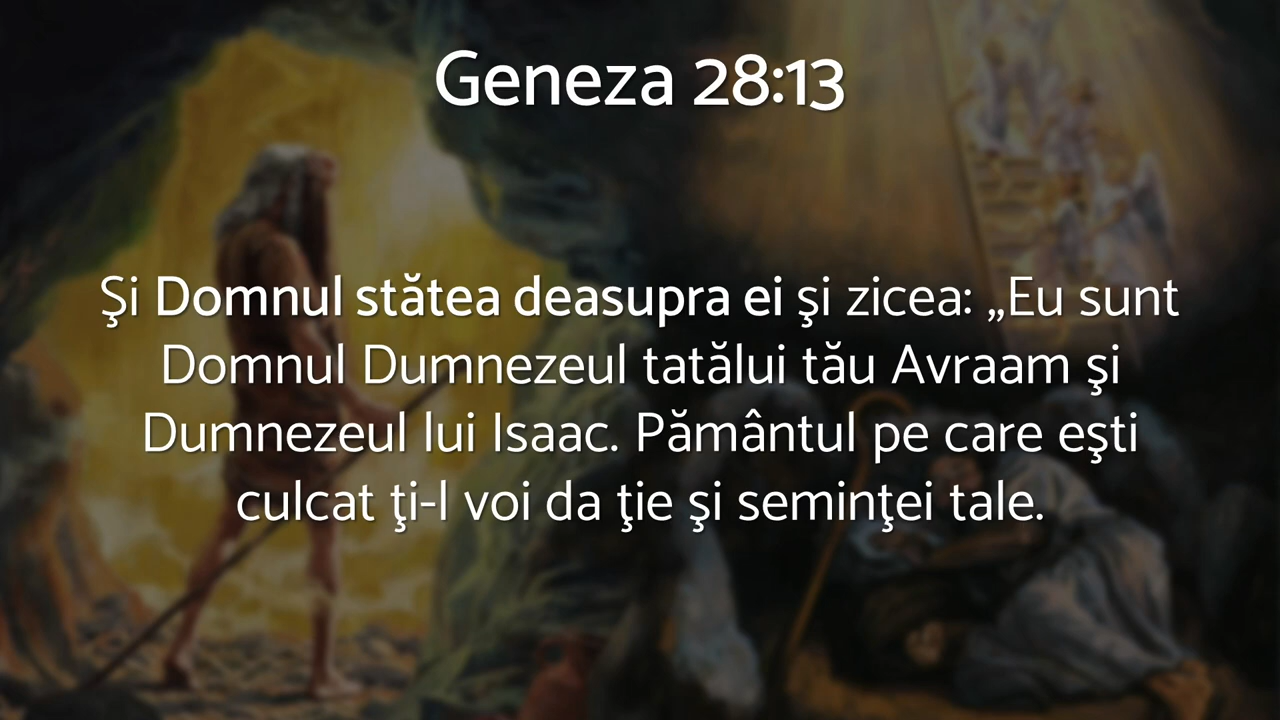 Geneza 28:13
Şi Domnul stătea deasupra ei şi zicea: „Eu sunt
Domnul Dumnezeul tatălui tău Avraam şi
Dumnezeul lui Isaac. Pământul pe care eşti
culcat ţi-l voi da ţie şi seminţei tale.